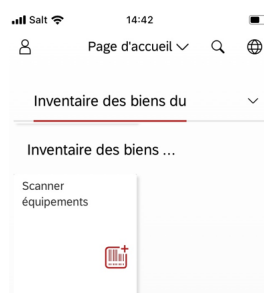 Salt 14:42
Page d'accueil
Inventaire des biens du
Inventaire des biens ...
Scanner
équipements